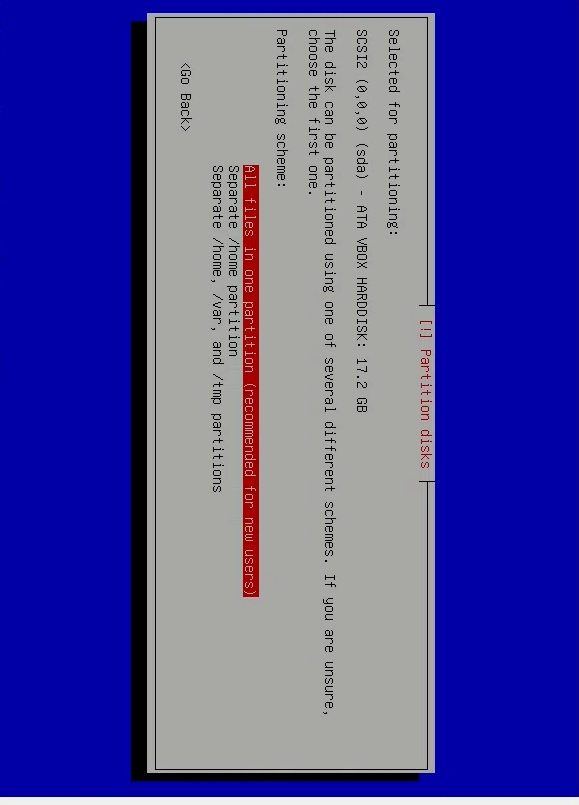 [!] Partition disks
Selected for partitioning:
SCSI2 (0,0,0) (sda) - ATA VBOX HARDDISK: 17.2 GB
The disk can be partitioned using one of several different schemes. If you are unsure,
choose the first one.
Partitioning scheme:
All files in one partition (recommended for new users)
Separate /home partition
Separate /home, /var, and /tmp partitions
<Go Back>